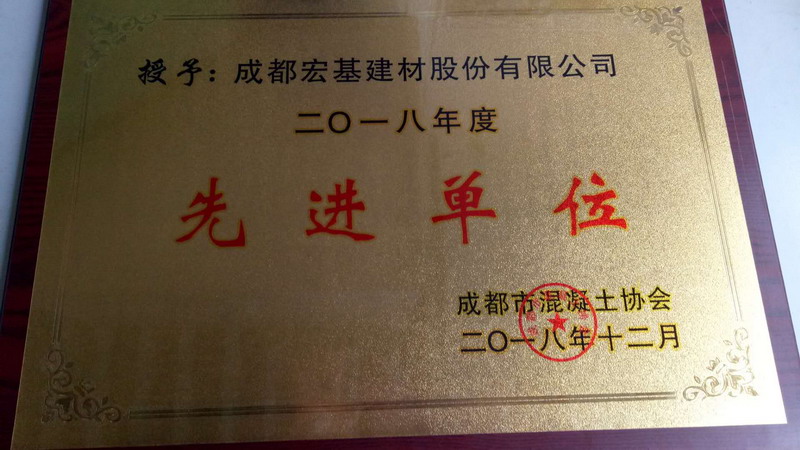 授予：成都宏基建材股份有限公司
二〇一八年度
先进单位
成都市混凝土协会
二〇一八年十二月